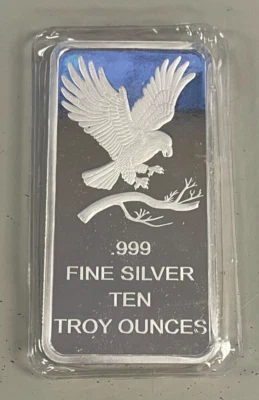 .999
FINE SILVER
TEN
TROY OUNCES